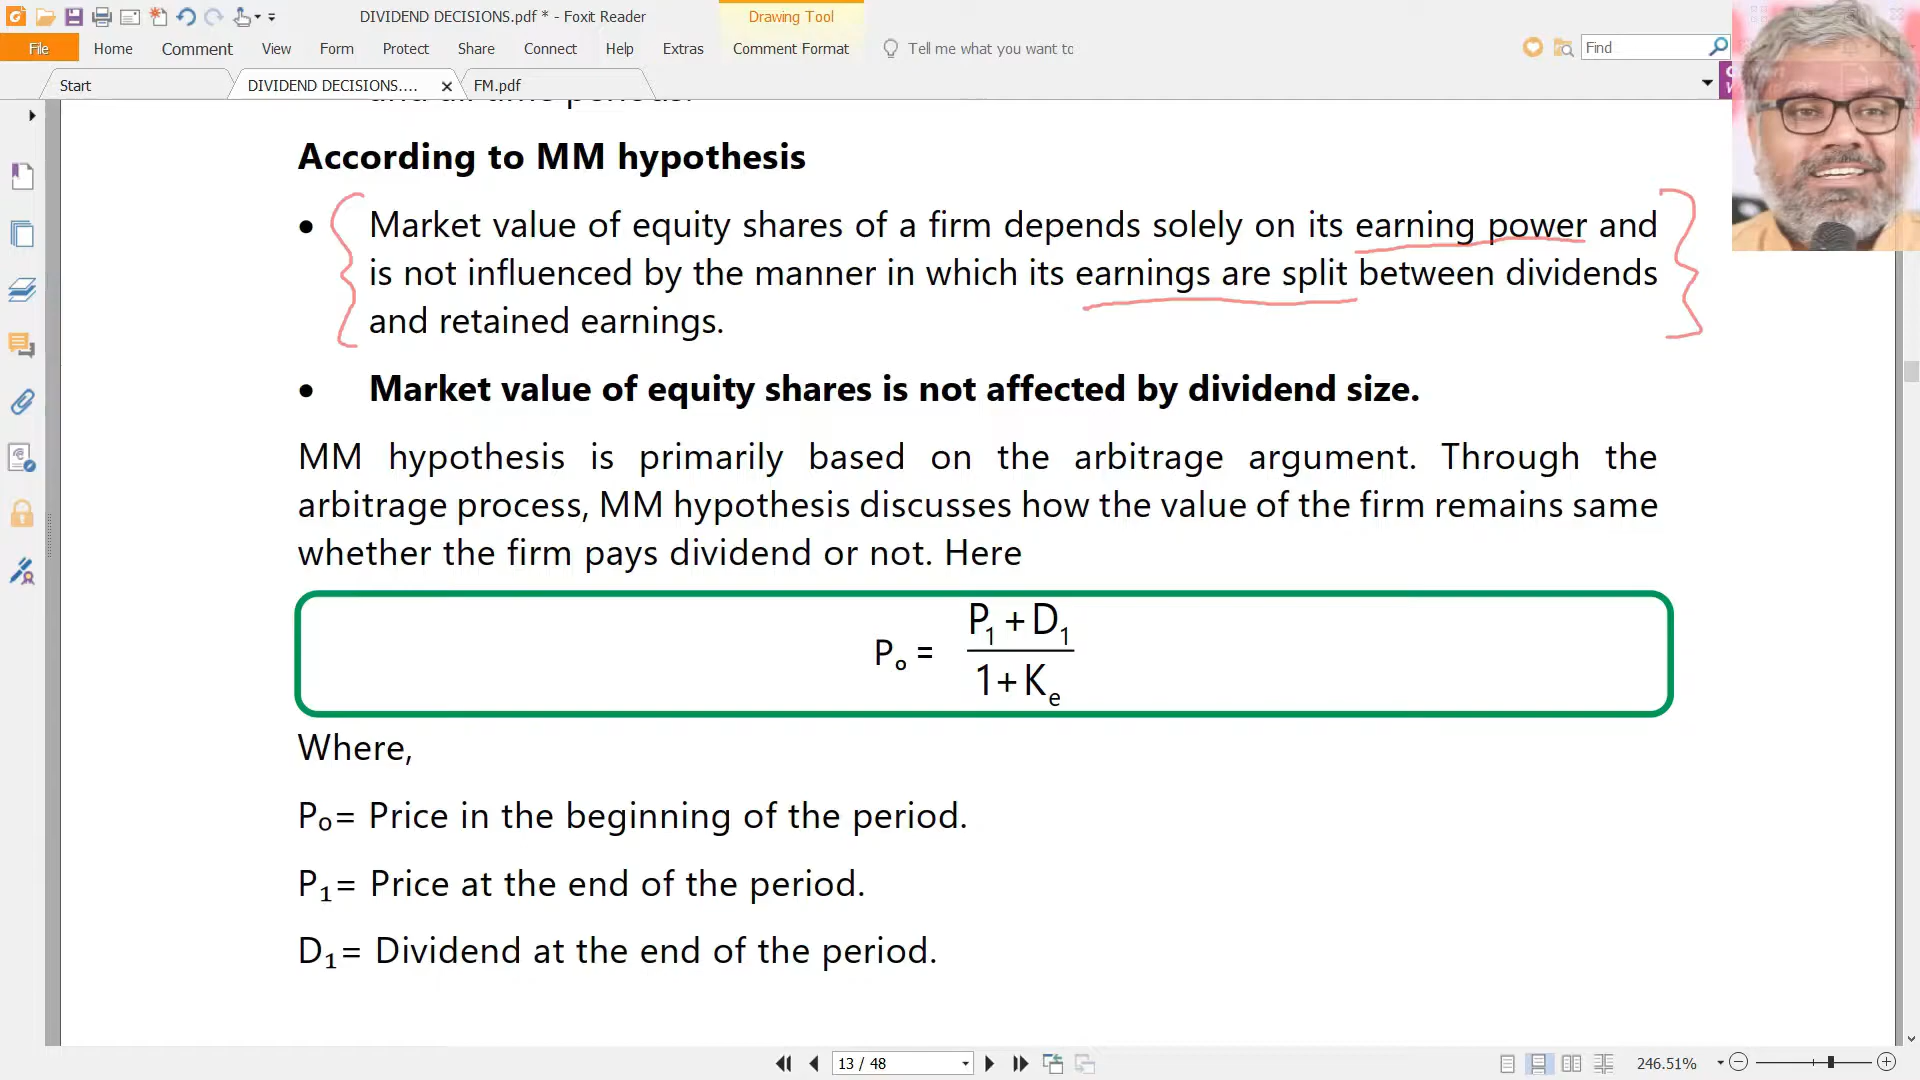 DIVIDEND DECISIONS.pdf * - Foxit Reader
Drawing Tool
File Home Comment View Form Protect Share Connect Help Extras Comment Format Tell me what you want to
Find
Start DIVIDEND DECISIONS.... FM.pdf
and all time periods.
According to MM hypothesis
• Market value of equity shares of a firm depends solely on its earning power and
is not influenced by the manner in which its earnings are split between dividends
and retained earnings.
• Market value of equity shares is not affected by dividend size.
MM hypothesis is primarily based on the arbitrage argument. Through the
arbitrage process, MM hypothesis discusses how the value of the firm remains same
whether the firm pays dividend or not. Here
P₁ + D₁
Pₒ =
1 + Kₑ
Where,
Pₒ= Price in the beginning of the period.
P₁= Price at the end of the period.
D₁= Dividend at the end of the period.
13 / 48
246.51%